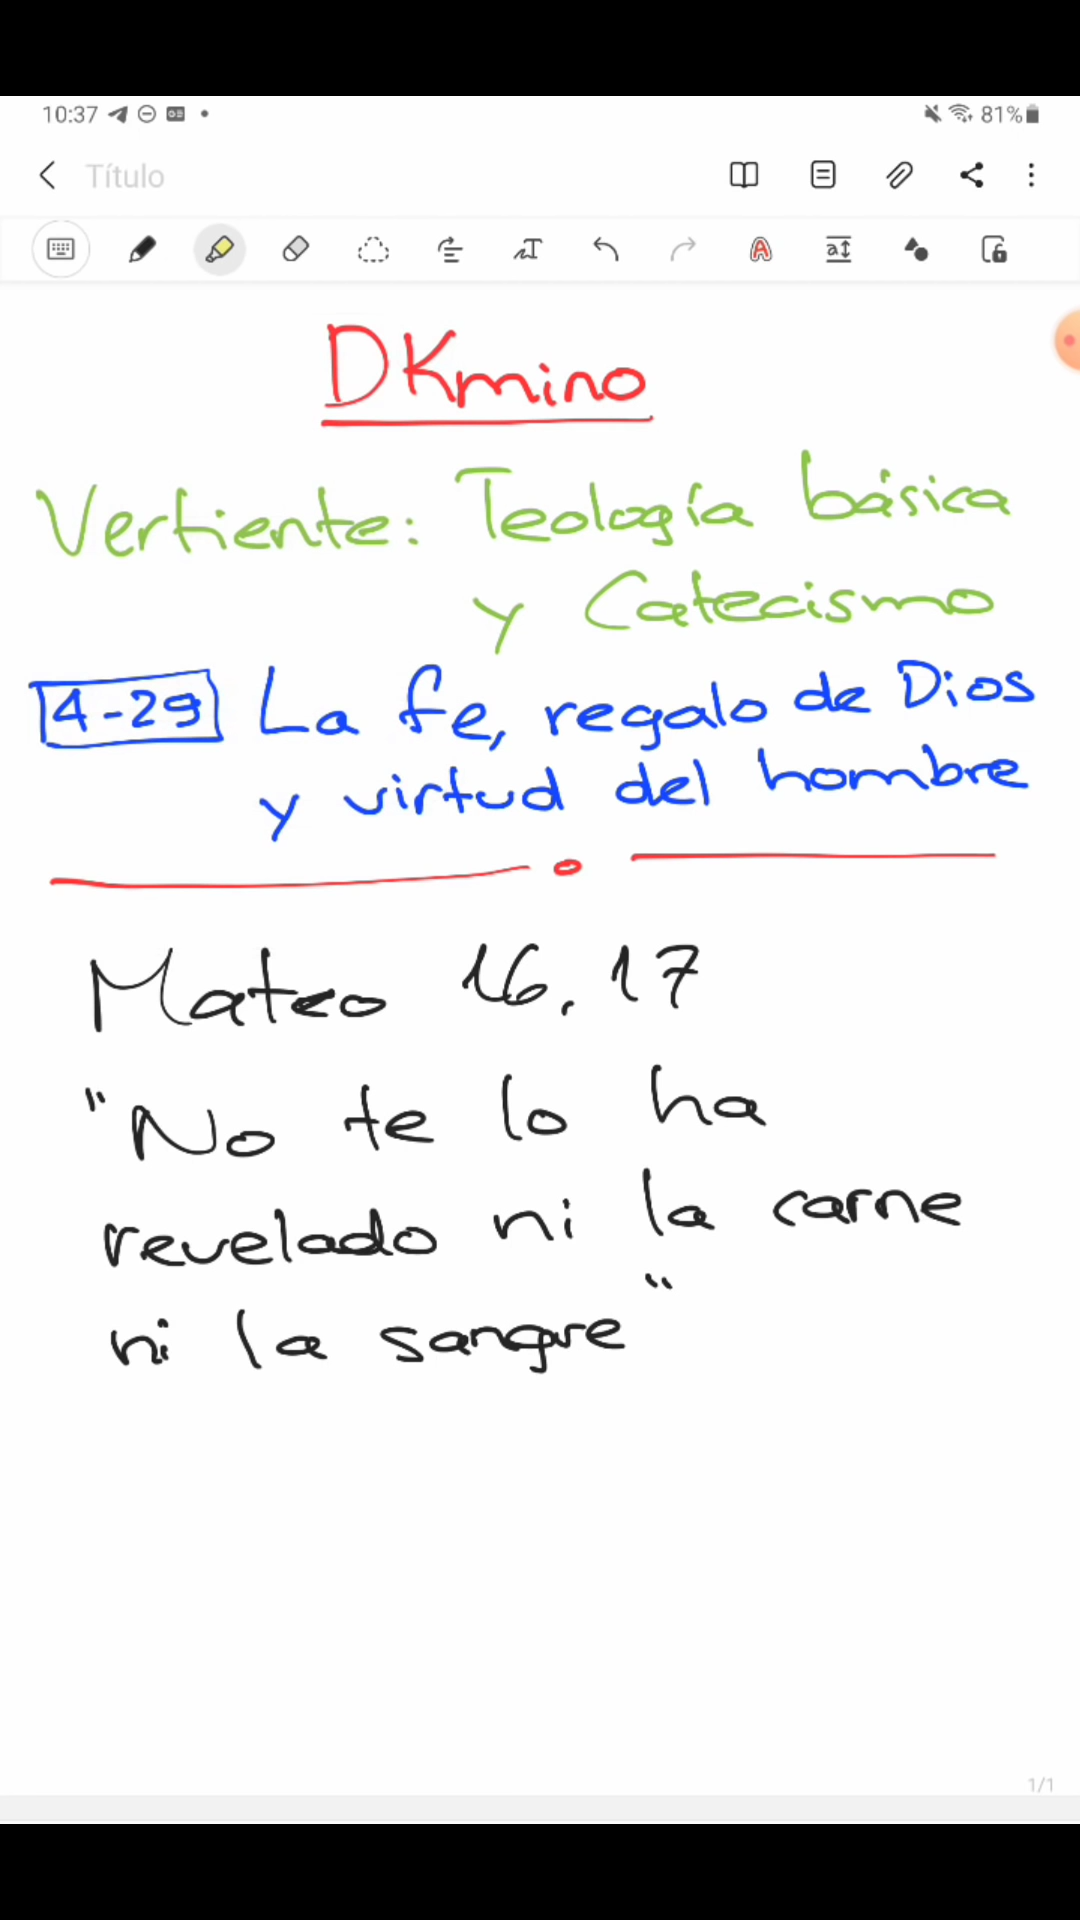 10:37
81%
Título
DKmino
Vertiente: Teología básica
y Catecismo
4-29 La fe, regalo de Dios
y virtud del hombre
Mateo 16.17
"No te lo ha
revelado ni la carne
ni la sangre"
1/1